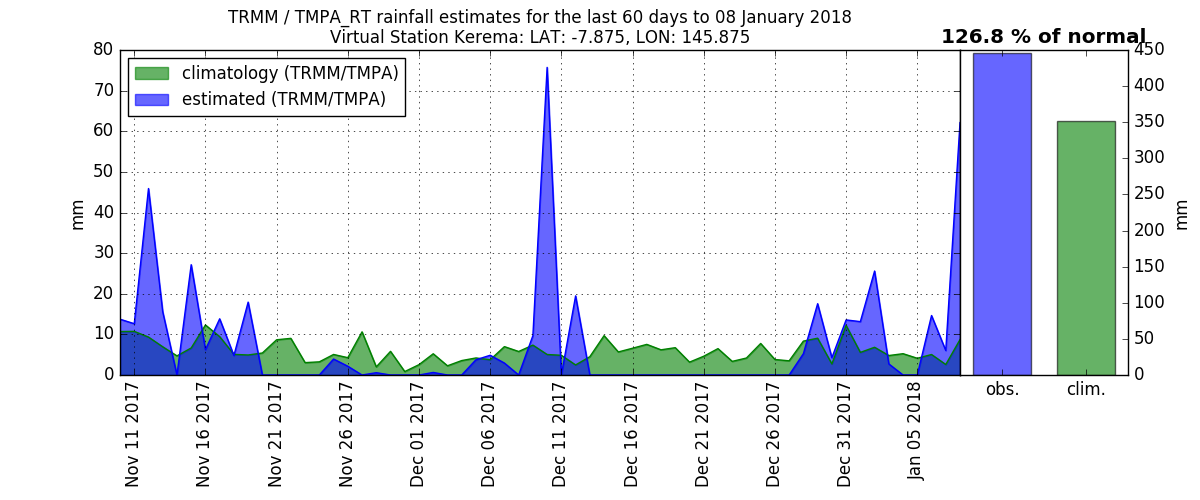 TRMM / TMPA_RT rainfall estimates for the last 60 days to 08 January 2018
Virtual Station Kerema: LAT: -7.875, LON: 145.875
126.8 % of normal
climatology (TRMM/TMPA)
estimated (TRMM/TMPA)
mm
80
70
60
50
40
30
20
10
0
Nov 11 2017
Nov 16 2017
Nov 21 2017
Nov 26 2017
Dec 01 2017
Dec 06 2017
Dec 11 2017
Dec 16 2017
Dec 21 2017
Dec 26 2017
Dec 31 2017
Jan 05 2018
obs.
clim.
450
400
350
300
250
200
150
100
50
0
mm